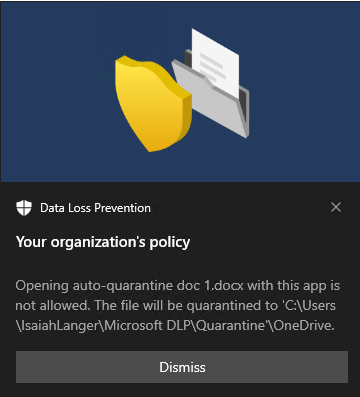 Data Loss Prevention
Your organization's policy
Opening auto-quarantine doc 1.docx with this app is
not allowed. The file will be quarantined to 'C:\Users
\IsaiahLanger\Microsoft DLP\Quarantine'\OneDrive.
Dismiss